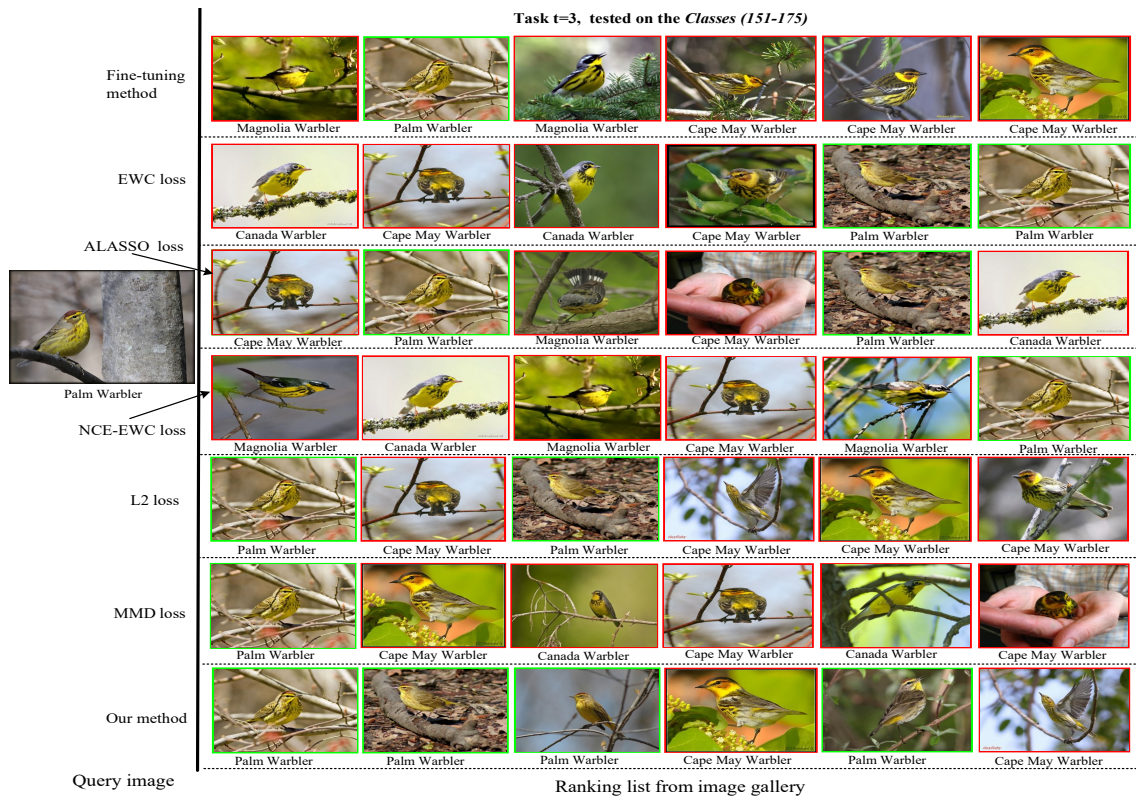 Task t=3, tested on the Classes (151-175)
Fine-tuning
method
Magnolia Warbler
Palm Warbler
Magnolia Warbler
Cape May Warbler
Cape May Warbler
Cape May Warbler
EWC loss
Canada Warbler
Cape May Warbler
Canada Warbler
Cape May Warbler
Palm Warbler
Palm Warbler
ALASSO loss
Cape May Warbler
Palm Warbler
Magnolia Warbler
Cape May Warbler
Palm Warbler
Canada Warbler
Palm Warbler
NCE-EWC loss
Magnolia Warbler
Canada Warbler
Magnolia Warbler
Cape May Warbler
Magnolia Warbler
Palm Warbler
L2 loss
Palm Warbler
Cape May Warbler
Palm Warbler
Cape May Warbler
Cape May Warbler
Cape May Warbler
MMD loss
Palm Warbler
Cape May Warbler
Canada Warbler
Cape May Warbler
Canada Warbler
Cape May Warbler
Our method
Palm Warbler
Palm Warbler
Palm Warbler
Cape May Warbler
Palm Warbler
Cape May Warbler
Query image
Ranking list from image gallery